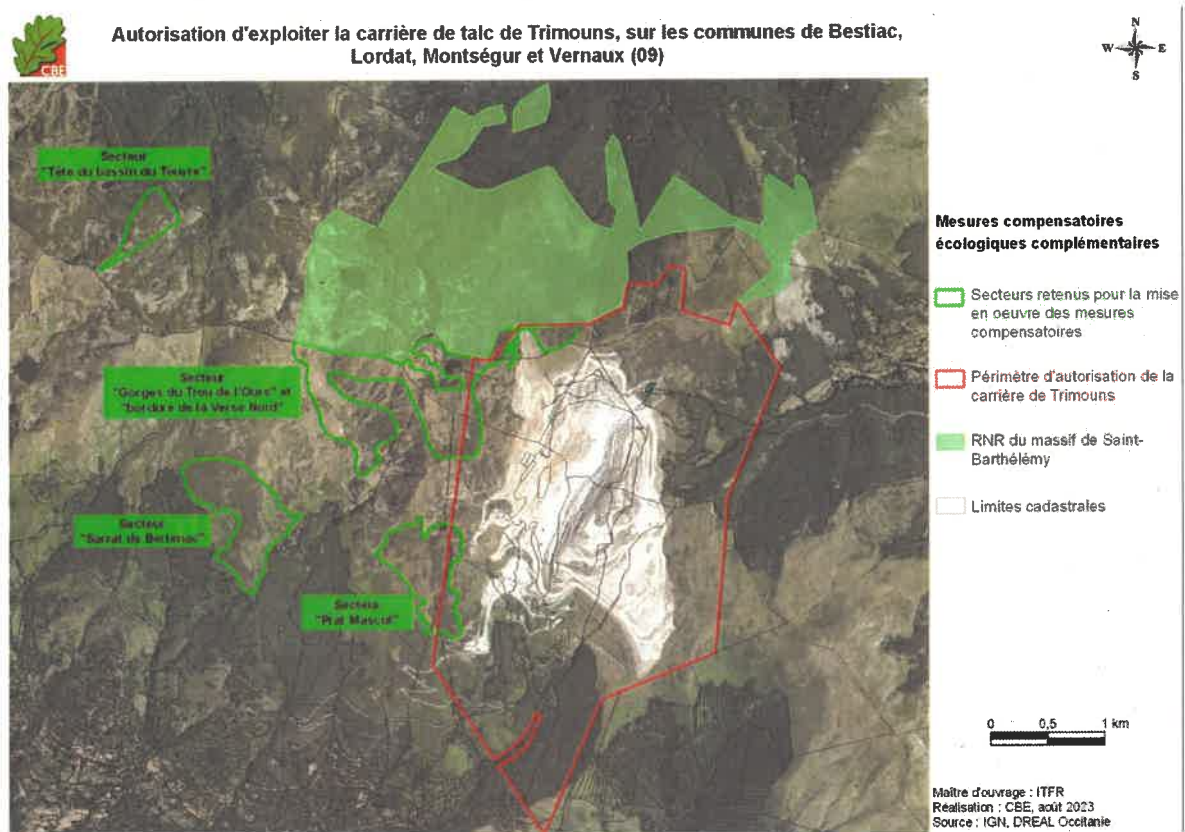 Autorisation d'exploiter la carrière de talc de Trimouns, sur les communes de Bestiac,
Lordat, Montségur et Vernaux (09)
CBE
N
W
E
S
Secteur
"Tête du bassin du Touyre"
Secteur
"Gorges du Trou de l'Ours" et
"bordure de la Verse Nord"
Secteur
"Sarrat de
Secteur
"Prat Mascut"
Mesures compensatoires
écologiques complémentaires
Secteurs retenus pour la mise
en oeuvre des mesures
compensatoires
Périmètre d'autorisation de la
carrière de Trimouns
RNR du massif de Saint-
Barthélémy
Limites cadastrales
0 0,5 1 km
Maître d'ouvrage : ITFR
Réalisation : CBE, août 2023
Source : IGN, DREAL Occitanie